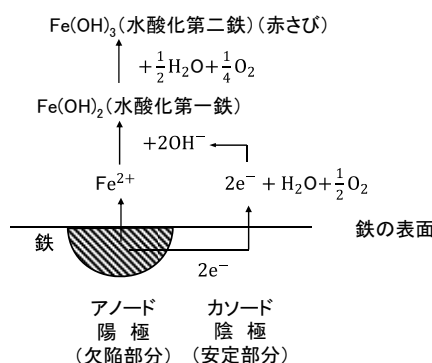 Fe(OH)₃(水酸化第二鉄)(赤さび)
+½H₂O+¼O₂
Fe(OH)₂(水酸化第一鉄)
+2OH⁻
Fe²⁺
2e⁻ + H₂O+½O₂
鉄の表面
鉄
2e⁻
アノード
陽 極
(欠陥部分)
カソード
陰 極
(安定部分)